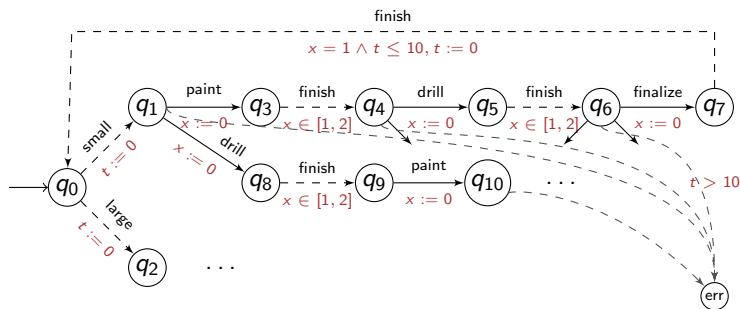 finish
x = 1 ∧ t ≤ 10, t := 0
paint finish drill finish finalize
q1 q3 q4 q5 q6 q7
x := 0 x ∈ [1, 2] x := 0 x ∈ [1, 2] x := 0
small
t := 0
drill
x := 0
finish paint
q0 q8 q9 q10 · · ·
x ∈ [1, 2] x := 0
t > 10
large
t := 0
q2 · · ·
err